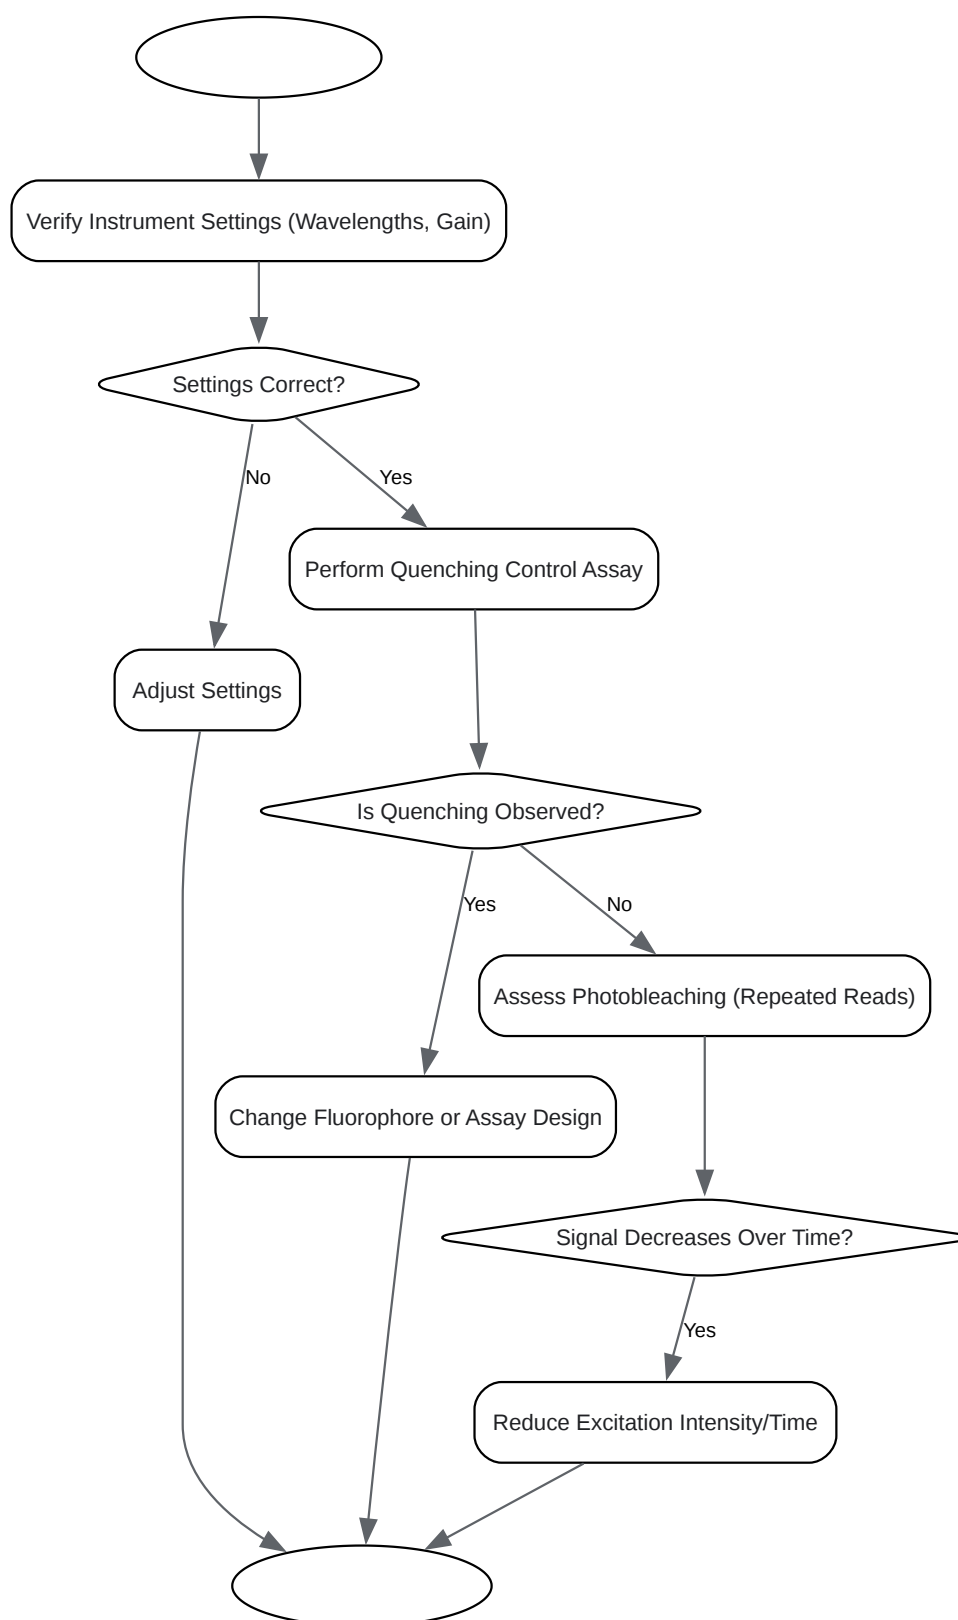 Verify Instrument Settings (Wavelengths, Gain)
Settings Correct?
No
Yes
Perform Quenching Control Assay
Adjust Settings
Is Quenching Observed?
Yes
No
Assess Photobleaching (Repeated Reads)
Change Fluorophore or Assay Design
Signal Decreases Over Time?
Yes
Reduce Excitation Intensity/Time